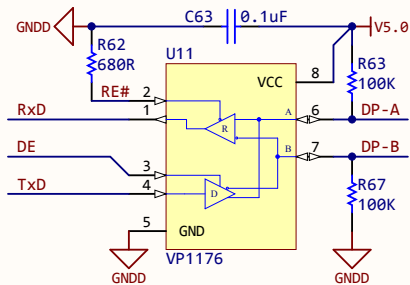 GNDD
C63
0.1uF
V5.0
R62
680R
U11
R63
100K
VCC
8
RE#
2
RxD
1
R
A
6
DP-A
DE
3
B
7
DP-B
TxD
4
D
R67
100K
5
GND
GNDD
VP1176
GNDD